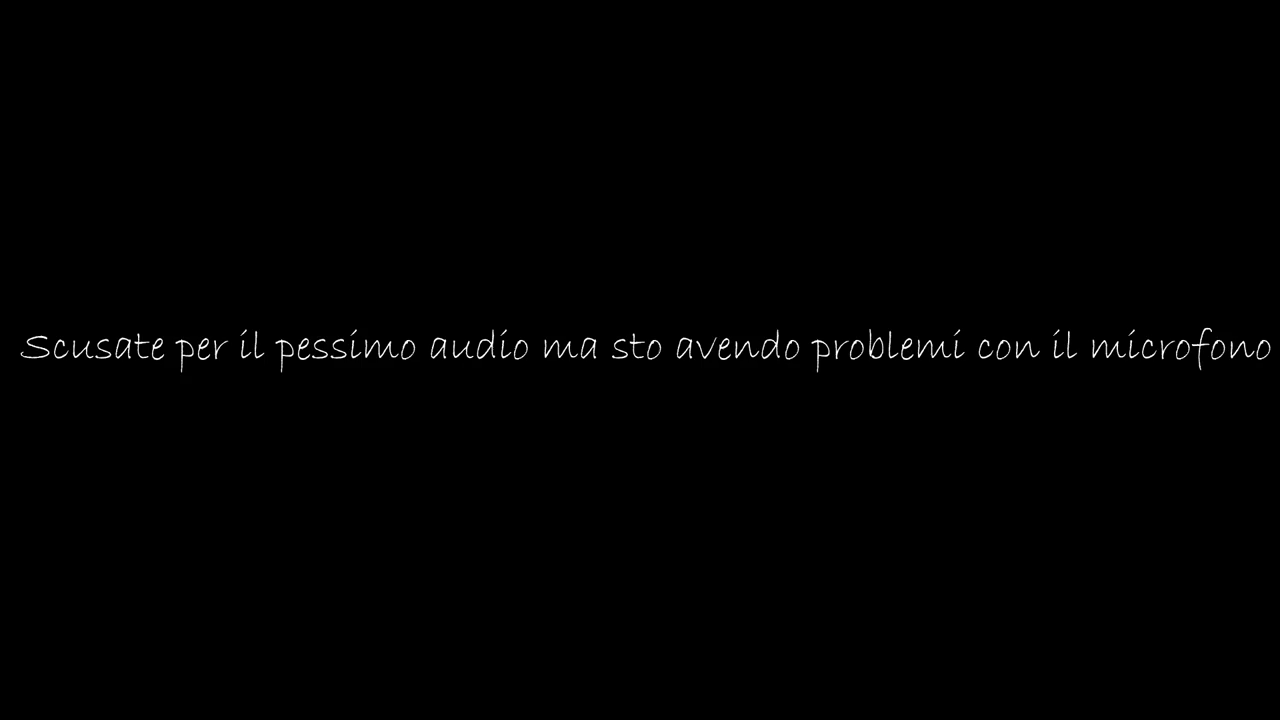 Scusate per il pessimo audio ma sto avendo problemi con il microfono